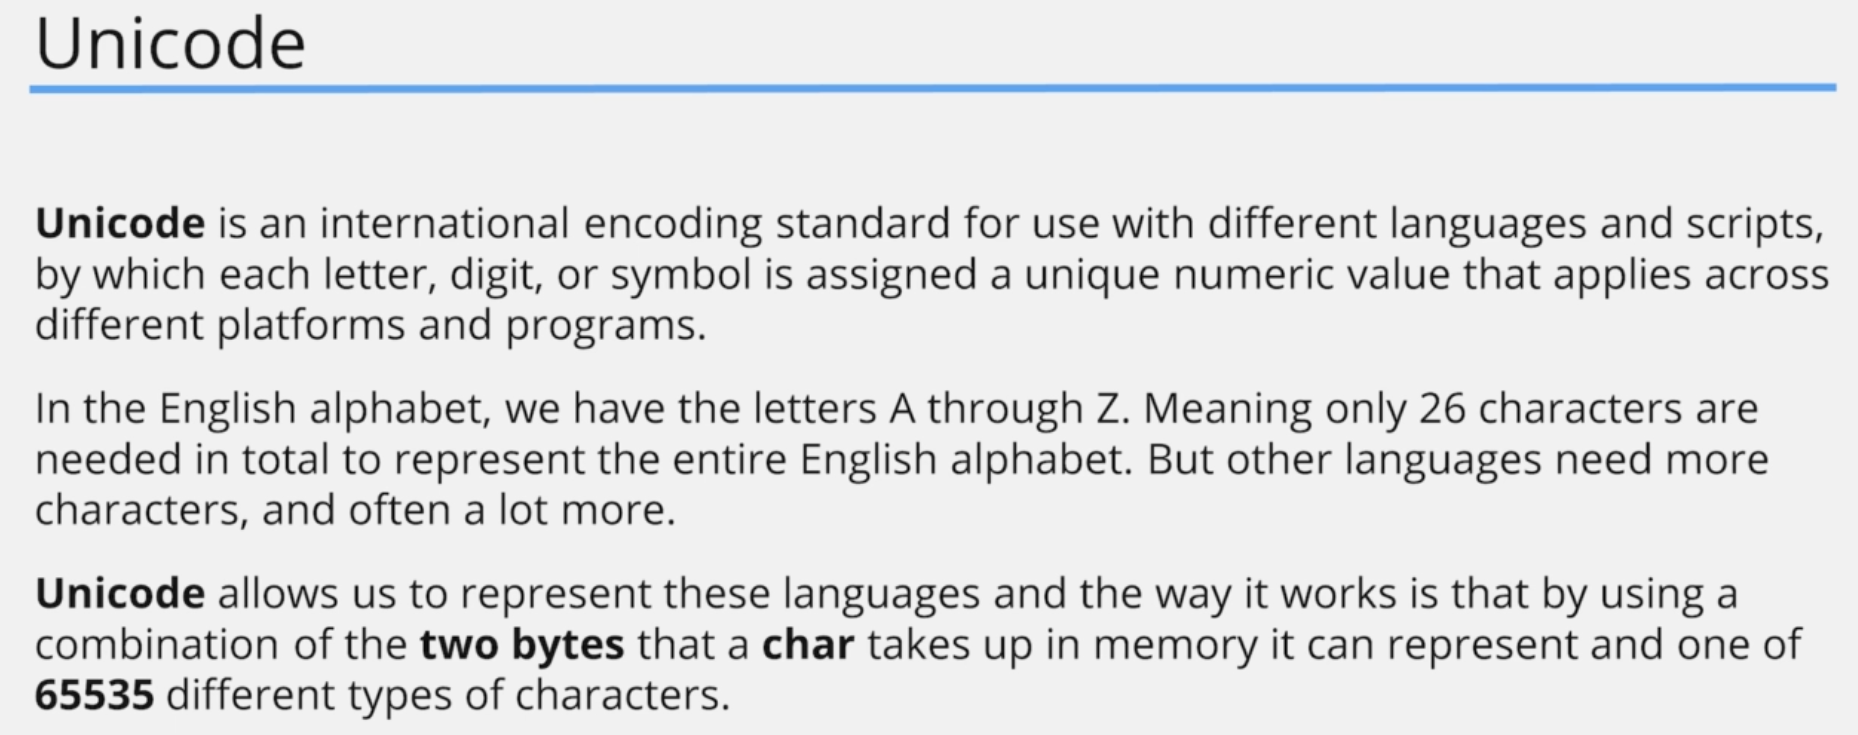 Unicode
Unicode is an international encoding standard for use with different languages and scripts,
by which each letter, digit, or symbol is assigned a unique numeric value that applies across
different platforms and programs.
In the English alphabet, we have the letters A through Z. Meaning only 26 characters are
needed in total to represent the entire English alphabet. But other languages need more
characters, and often a lot more.
Unicode allows us to represent these languages and the way it works is that by using a
combination of the two bytes that a char takes up in memory it can represent and one of
65535 different types of characters.